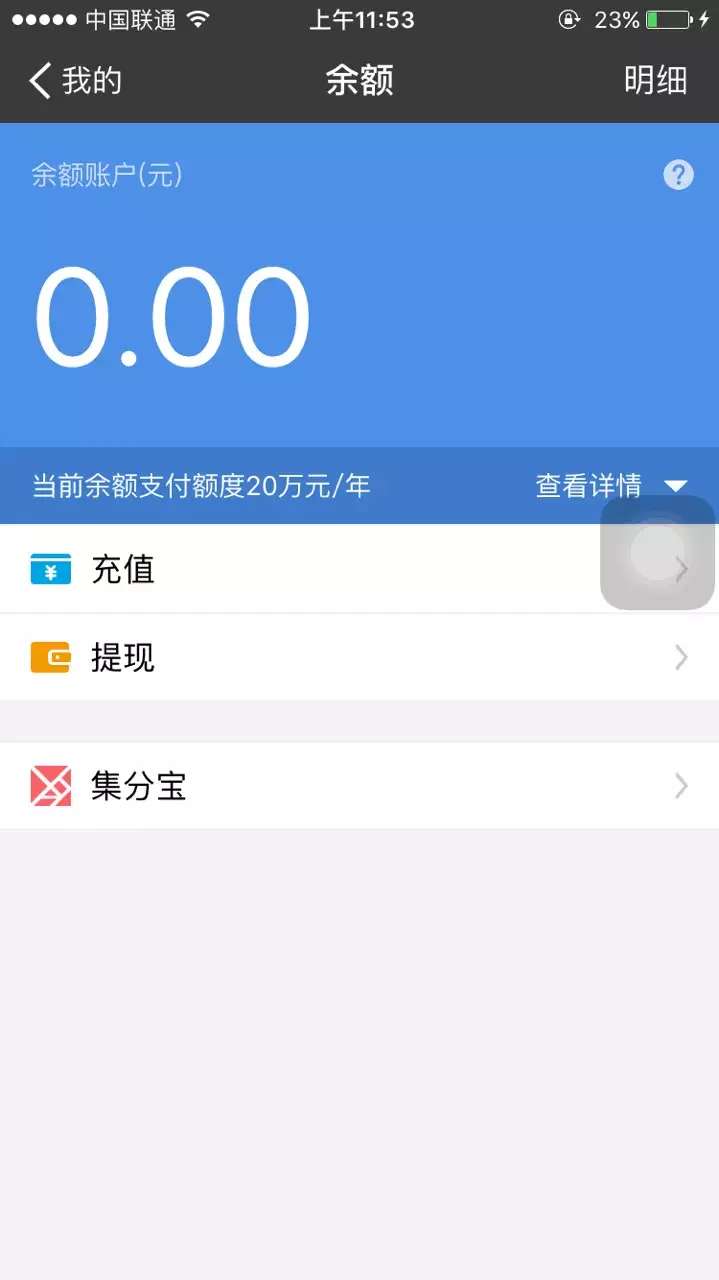 中国联通 上午11:53 23%
我的 余额 明细
余额账户(元) ?
0.00
当前余额支付额度20万元/年 查看详情
¥ 充值
提现
集分宝